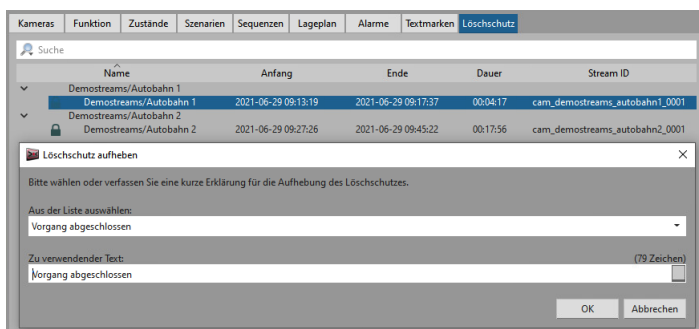 Kameras Funktion Zustände Szenarien Sequenzen Lageplan Alarme Textmarken Löschschutz
Suche
Name Anfang Ende Dauer Stream ID
Demostreams/Autobahn 1
Demostreams/Autobahn 1 2021-06-29 09:13:19 2021-06-29 09:17:37 00:04:17 cam_demostreams_autobahn1_0001
Demostreams/Autobahn 2
Demostreams/Autobahn 2 2021-06-29 09:27:26 2021-06-29 09:45:22 00:17:56 cam_demostreams_autobahn2_0001
Löschschutz aufheben
Bitte wählen oder verfassen Sie eine kurze Erklärung für die Aufhebung des Löschschutzes.
Aus der Liste auswählen:
Vorgang abgeschlossen
Zu verwendender Text: (79 Zeichen)
Vorgang abgeschlossen
OK Abbrechen